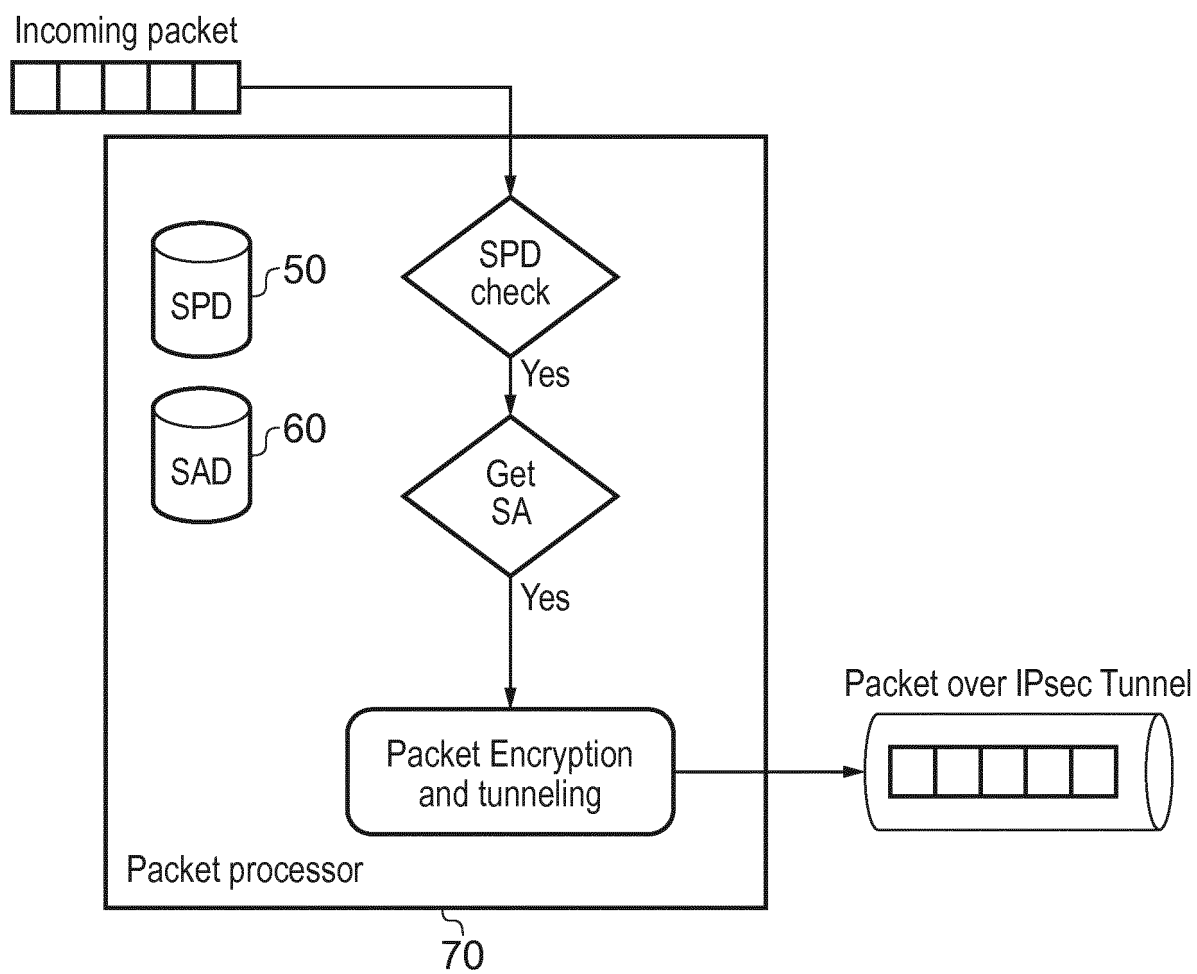 Incoming packet
SPD
check
50
SPD
Yes
60
SAD
Get
SA
Yes
Packet over IPsec Tunnel
Packet Encryption
and tunneling
Packet processor
70